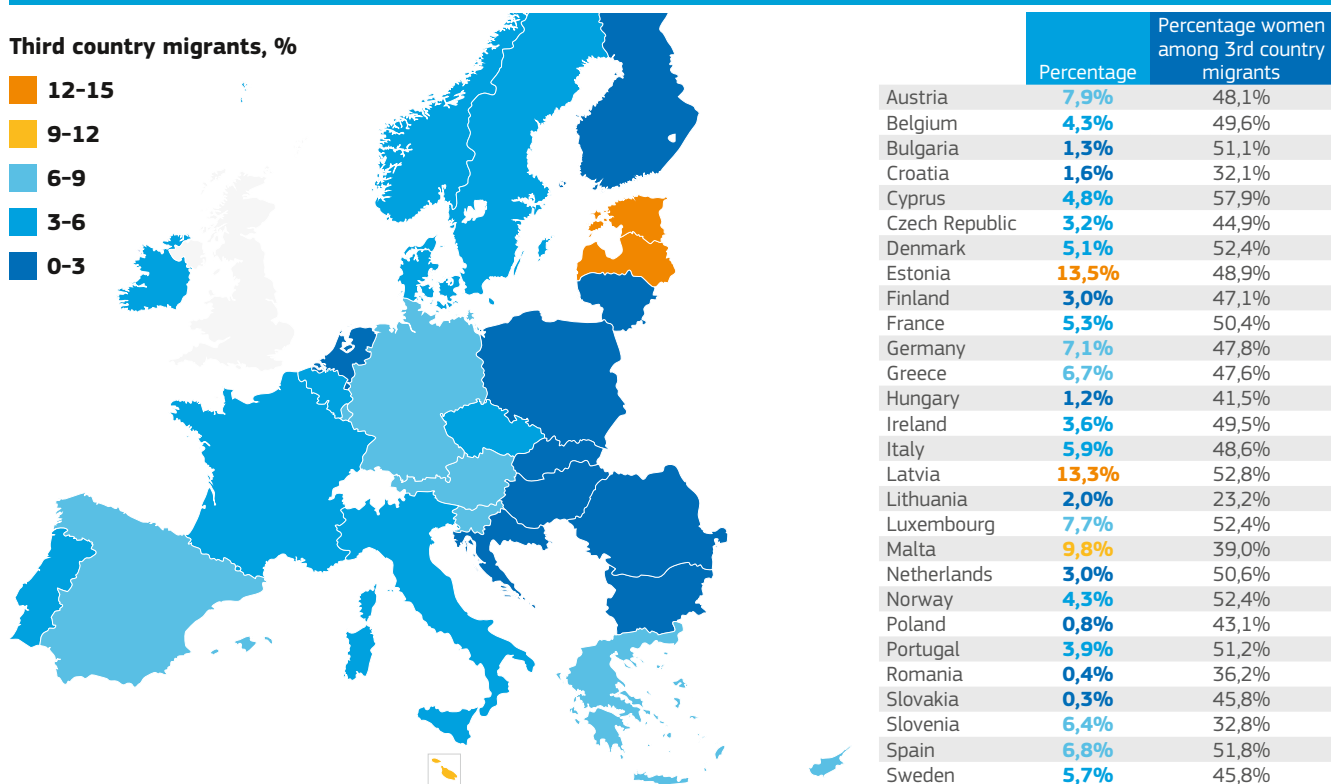 Third country migrants, %
12-15
9-12
6-9
3-6
0-3
Percentage
Percentage women
among 3rd country
migrants
Austria 7,9% 48,1%
Belgium 4,3% 49,6%
Bulgaria 1,3% 51,1%
Croatia 1,6% 32,1%
Cyprus 4,8% 57,9%
Czech Republic 3,2% 44,9%
Denmark 5,1% 52,4%
Estonia 13,5% 48,9%
Finland 3,0% 47,1%
France 5,3% 50,4%
Germany 7,1% 47,8%
Greece 6,7% 47,6%
Hungary 1,2% 41,5%
Ireland 3,6% 49,5%
Italy 5,9% 48,6%
Latvia 13,3% 52,8%
Lithuania 2,0% 23,2%
Luxembourg 7,7% 52,4%
Malta 9,8% 39,0%
Netherlands 3,0% 50,6%
Norway 4,3% 52,4%
Poland 0,8% 43,1%
Portugal 3,9% 51,2%
Romania 0,4% 36,2%
Slovakia 0,3% 45,8%
Slovenia 6,4% 32,8%
Spain 6,8% 51,8%
Sweden 5,7% 45,8%